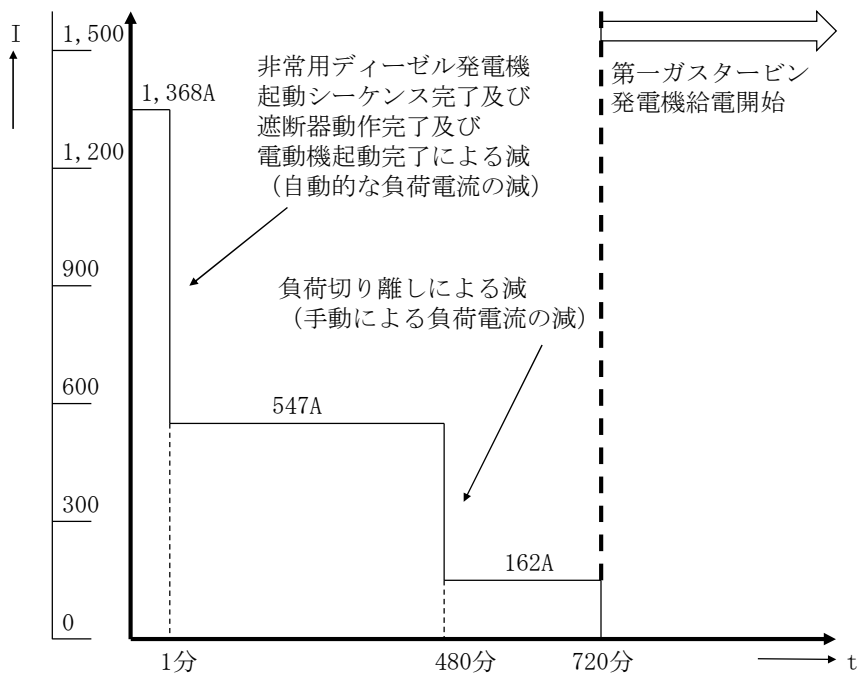 I
1,500
1,200
900
600
300
0
1,368A
非常用ディーゼル発電機
起動シーケンス完了及び
遮断器動作完了及び
電動機起動完了による減
（自動的な負荷電流の減）
第一ガスタービン
発電機給電開始
負荷切り離しによる減
（手動による負荷電流の減）
547A
162A
1分
480分
720分
t